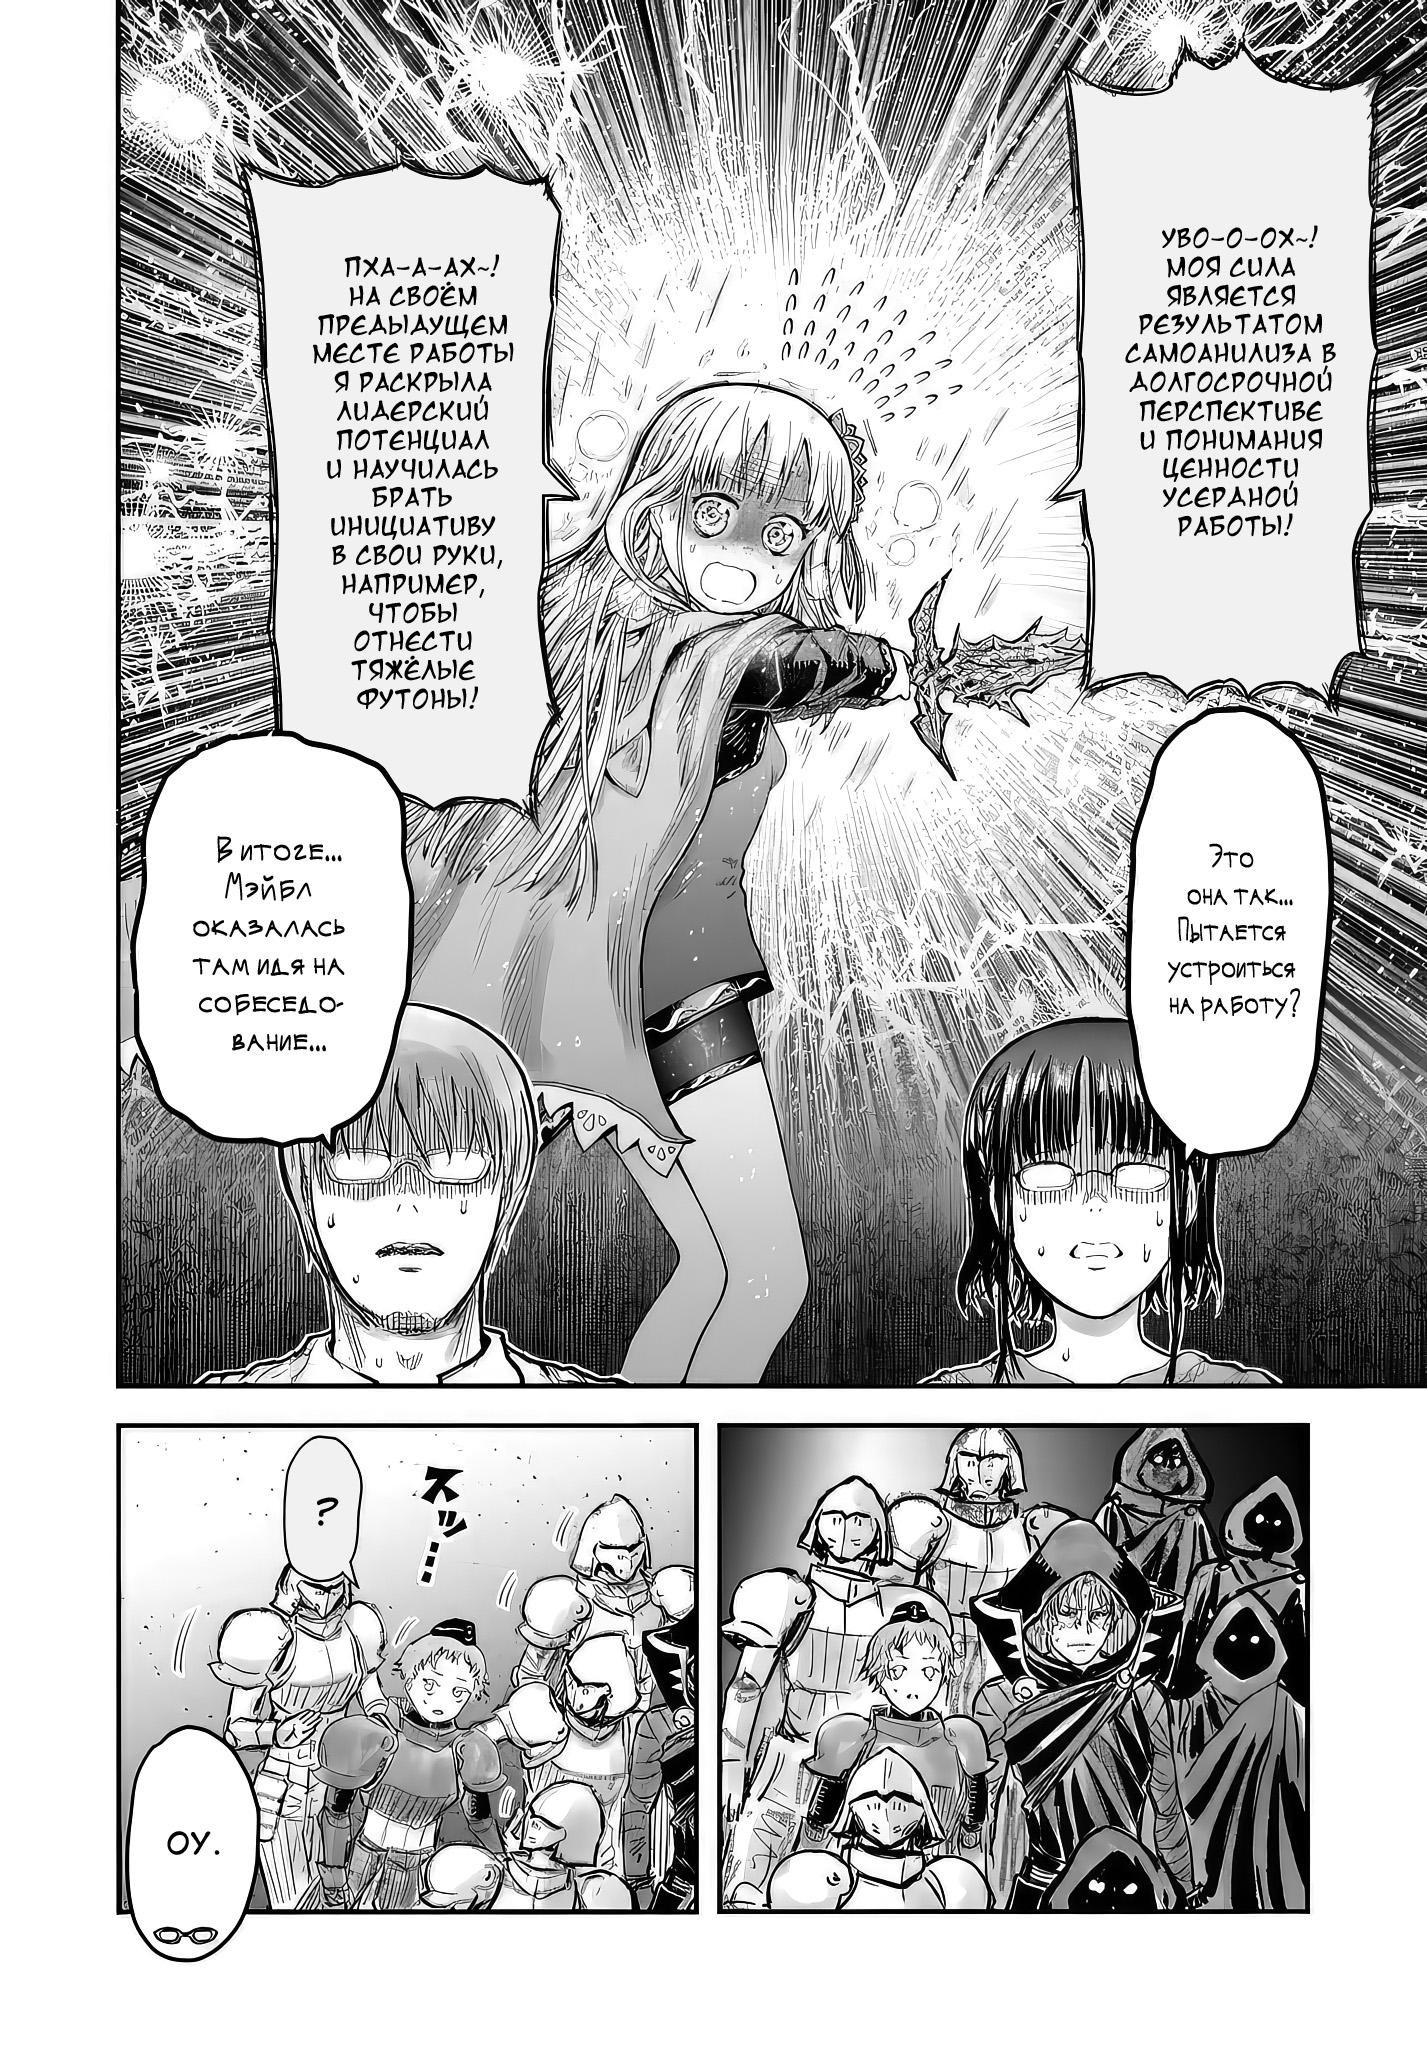 УВО-О-ОХ~!
МОЯ СИЛА
ЯВЛЯЕТСЯ
РЕЗУЛЬТАТОМ
САМОАНИЛИЗА В
ДОЛГОСРОЧНОЙ
ПЕРСПЕКТИВЕ
И ПОНИМАНИЯ
ЦЕННОСТИ
УСЕРДНОЙ
РАБОТЫ!
ПХА-А-АХ~!
НА СВОЁМ
ПРЕДЫДУЩЕМ
МЕСТЕ РАБОТЫ
Я РАСКРЫЛА
ЛИДЕРСКИЙ
ПОТЕНЦИАЛ
И НАУЧИЛАСЬ
БРАТЬ
ИНИЦИАТИВУ
В СВОИ РУКИ,
НАПРИМЕР,
ЧТОБЫ
ОТНЕСТИ
ТЯЖЁЛЫЕ
ФУТОНЫ!
Это
она так...
Пытается
устроиться
на работу?
В итоге...
Мэйбл
оказалась
там идя на
собеседо-
вание...
?
スッ…
ОУ.